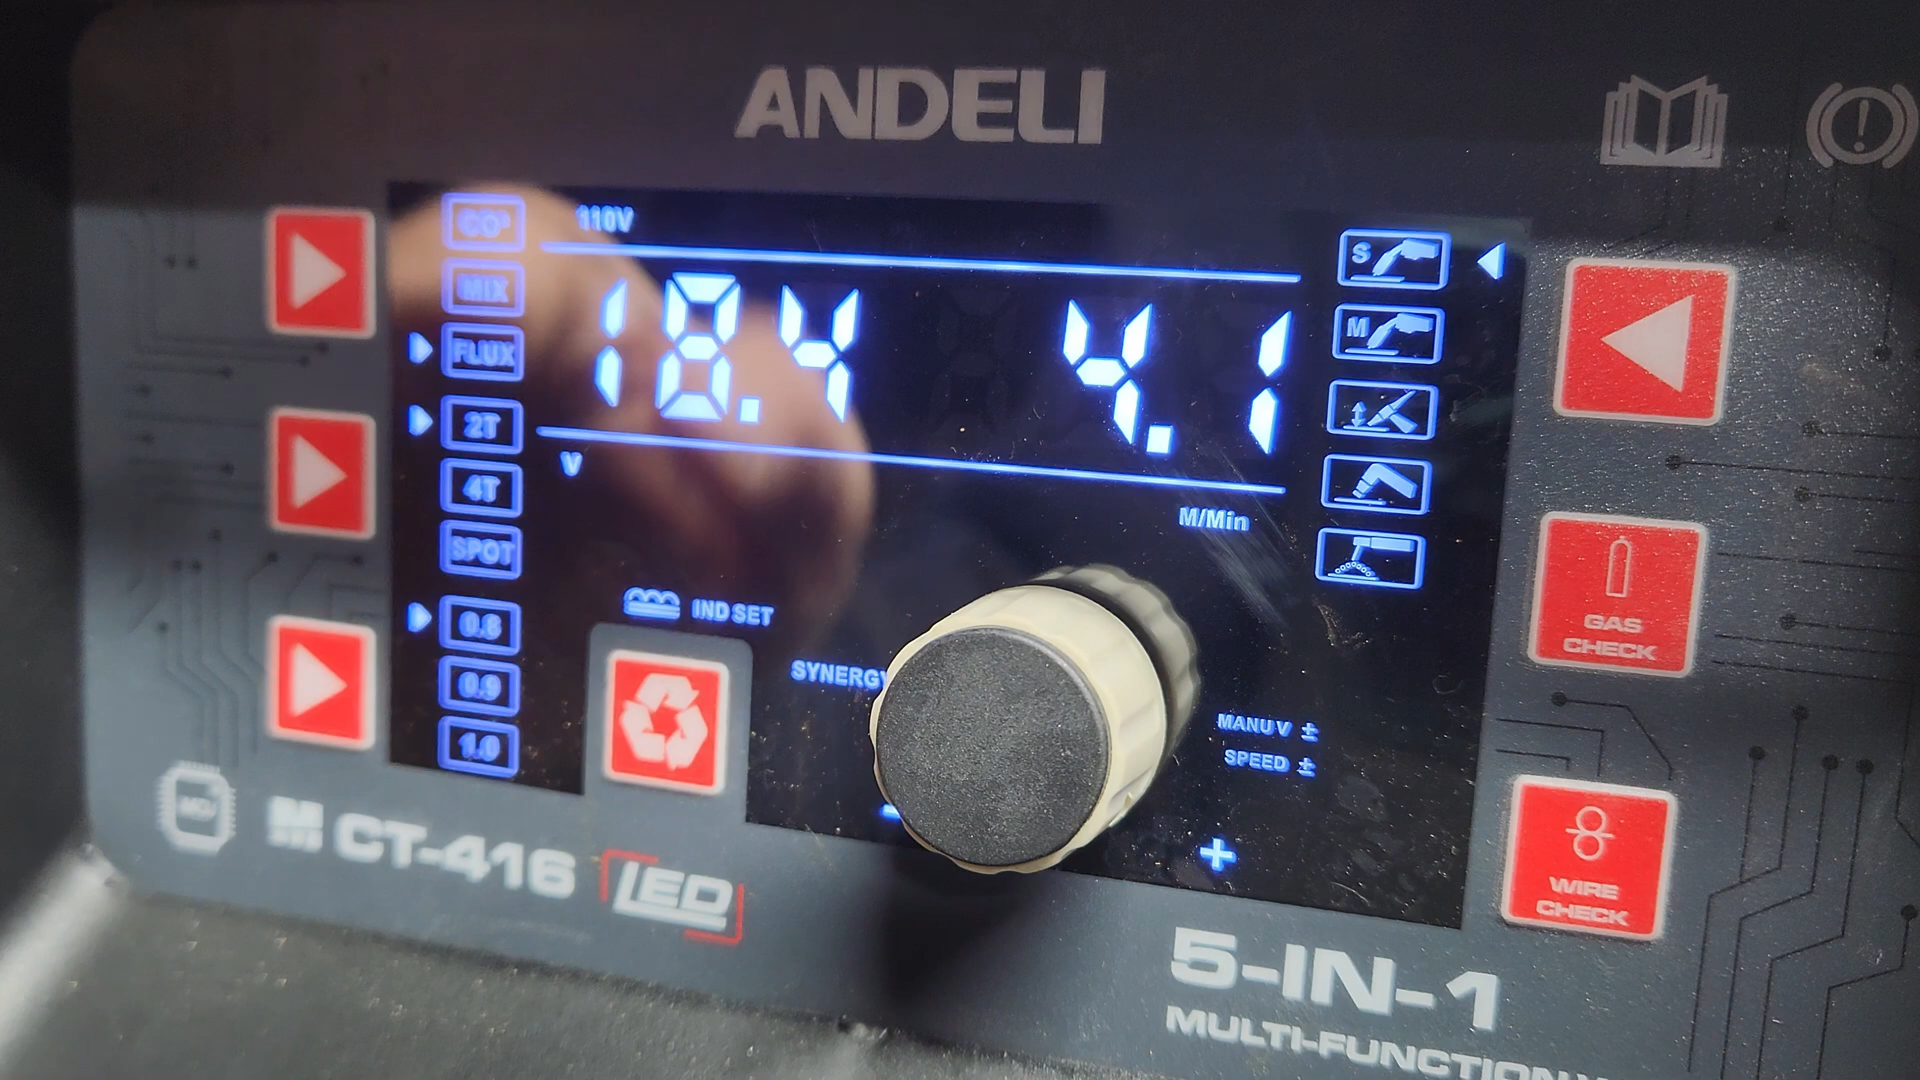 ANDELI
110V
CO²
MIX
FLUX
2T
4T
SPOT
0.8
0.9
1.0
18.4
4.1
V
M/Min
S
M
IND SET
SYNERGY
MANU V ±
SPEED ±
-
+
GAS
CHECK
WIRE
CHECK
CT-416
LED
5-IN-1
MULTI-FUNCTION